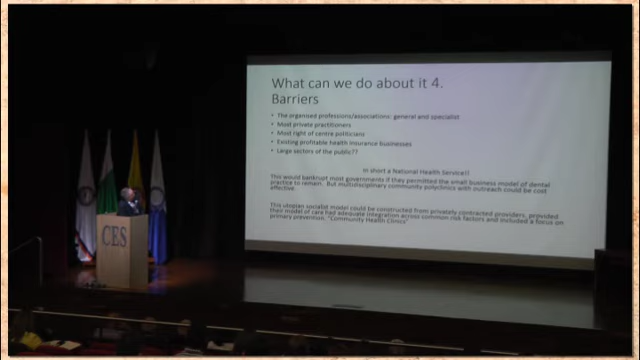 What can we do about it 4.
Barriers
• The organised professions/associations: general and specialist
• Most private practitioners
• Most right of centre politicians
• Existing profitable health insurance businesses
• Large sectors of the public??
In short a National Health Service!!
This would bankrupt most governments if they permitted the small business model of dental
practice to remain. But multidisciplinary community polyclinics with outreach could be cost
effective.
This utopian socialist model could be constructed from privately contracted providers, provided
their model of care had adequate integration across common risk factors and included a focus on
primary prevention. "Community Health Clinics"
CES